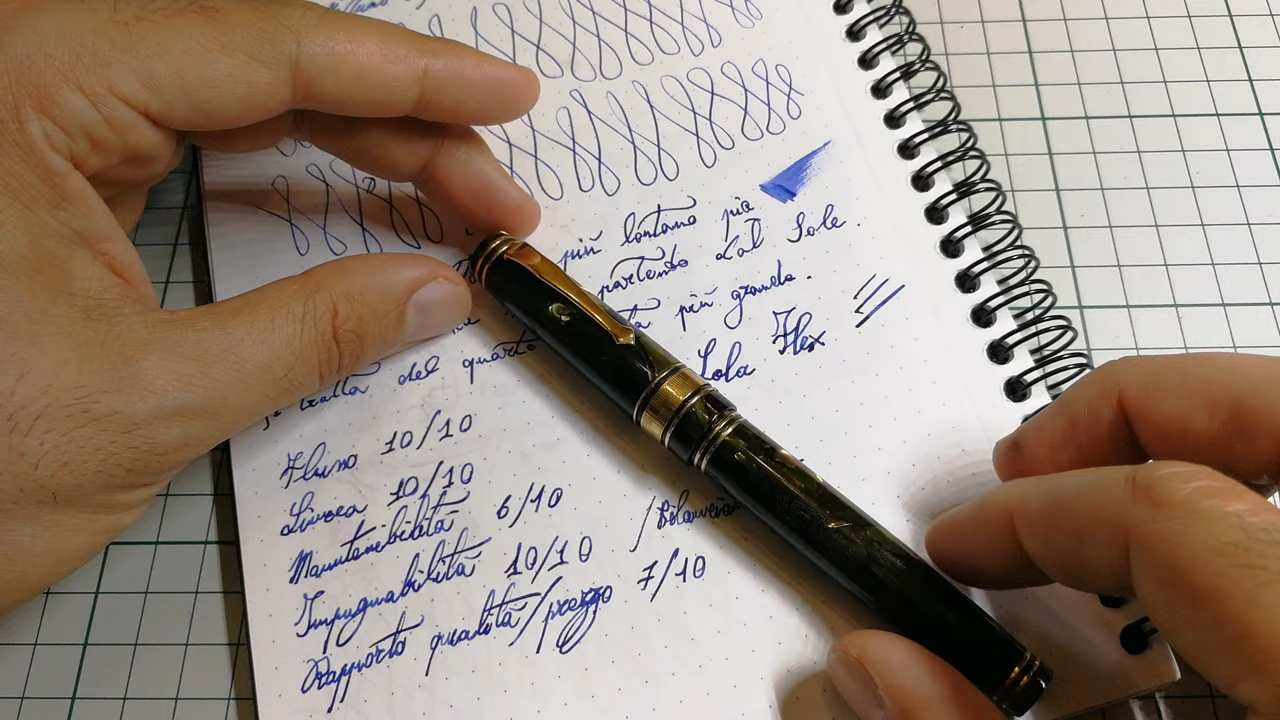 più lontano
partendo dal Sole.
più grande.
tratta del quarto
Lola Flex
Flusso 10/10
Linea 10/10
Manutenibilità 6/10
Impugnabilità 10/10
Rapporto qualità/prezzo 7/10